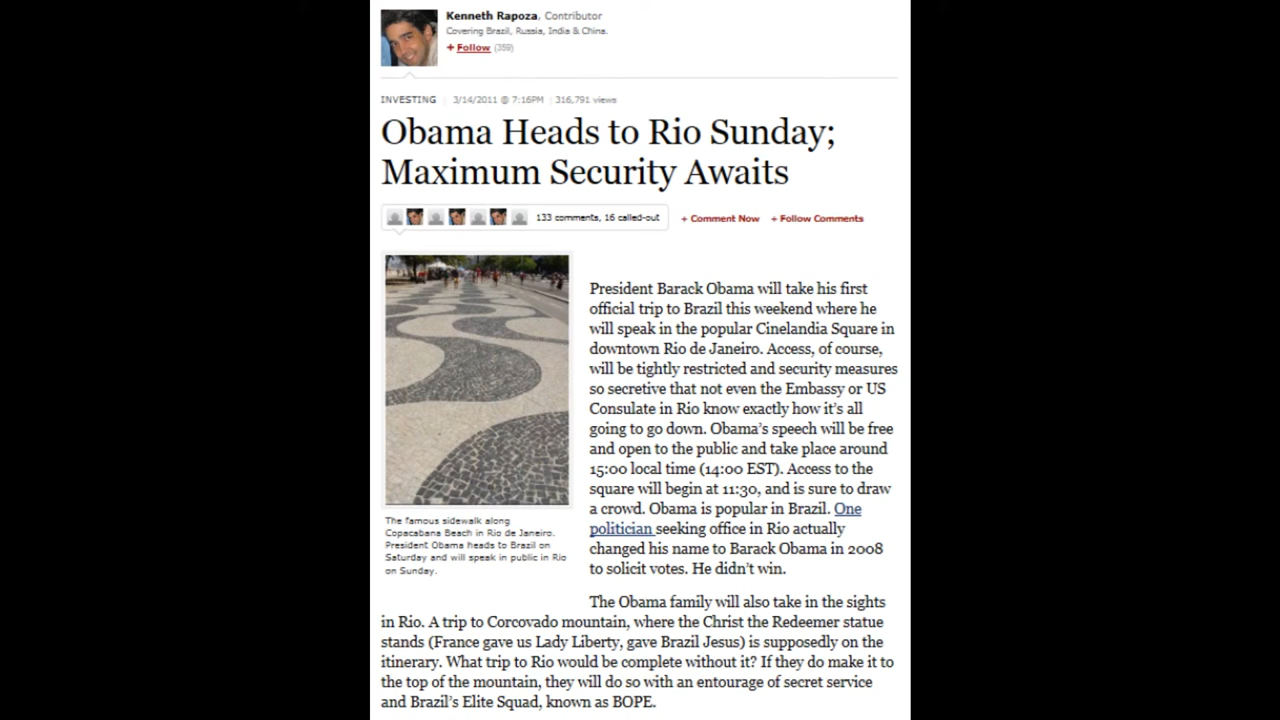 Kenneth Rapoza, Contributor
Covering Brazil, Russia, India & China.
+ Follow (359)
INVESTING | 3/14/2011 @ 7:16PM | 316,791 views
Obama Heads to Rio Sunday;
Maximum Security Awaits
133 comments, 16 called-out + Comment Now + Follow Comments
President Barack Obama will take his first
official trip to Brazil this weekend where he
will speak in the popular Cinelandia Square in
downtown Rio de Janeiro. Access, of course,
will be tightly restricted and security measures
so secretive that not even the Embassy or US
Consulate in Rio know exactly how it's all
going to go down. Obama's speech will be free
and open to the public and take place around
15:00 local time (14:00 EST). Access to the
square will begin at 11:30, and is sure to draw
a crowd. Obama is popular in Brazil. One
politician seeking office in Rio actually
changed his name to Barack Obama in 2008
to solicit votes. He didn't win.
The famous sidewalk along
Copacabana Beach in Rio de Janeiro.
President Obama heads to Brazil on
Saturday and will speak in public in Rio
on Sunday.
The Obama family will also take in the sights
in Rio. A trip to Corcovado mountain, where the Christ the Redeemer statue
stands (France gave us Lady Liberty, gave Brazil Jesus) is supposedly on the
itinerary. What trip to Rio would be complete without it? If they do make it to
the top of the mountain, they will do so with an entourage of secret service
and Brazil's Elite Squad, known as BOPE.